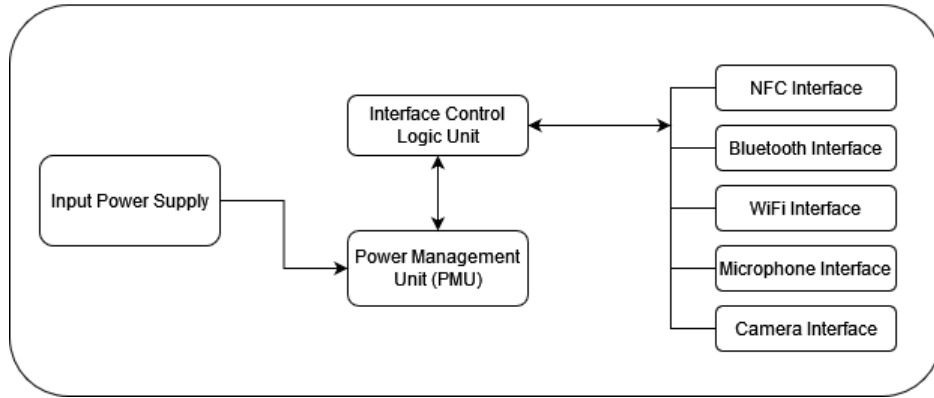 NFC Interface
Interface Control
Logic Unit
Bluetooth Interface
Input Power Supply
WiFi Interface
Power Management
Unit (PMU)
Microphone Interface
Camera Interface